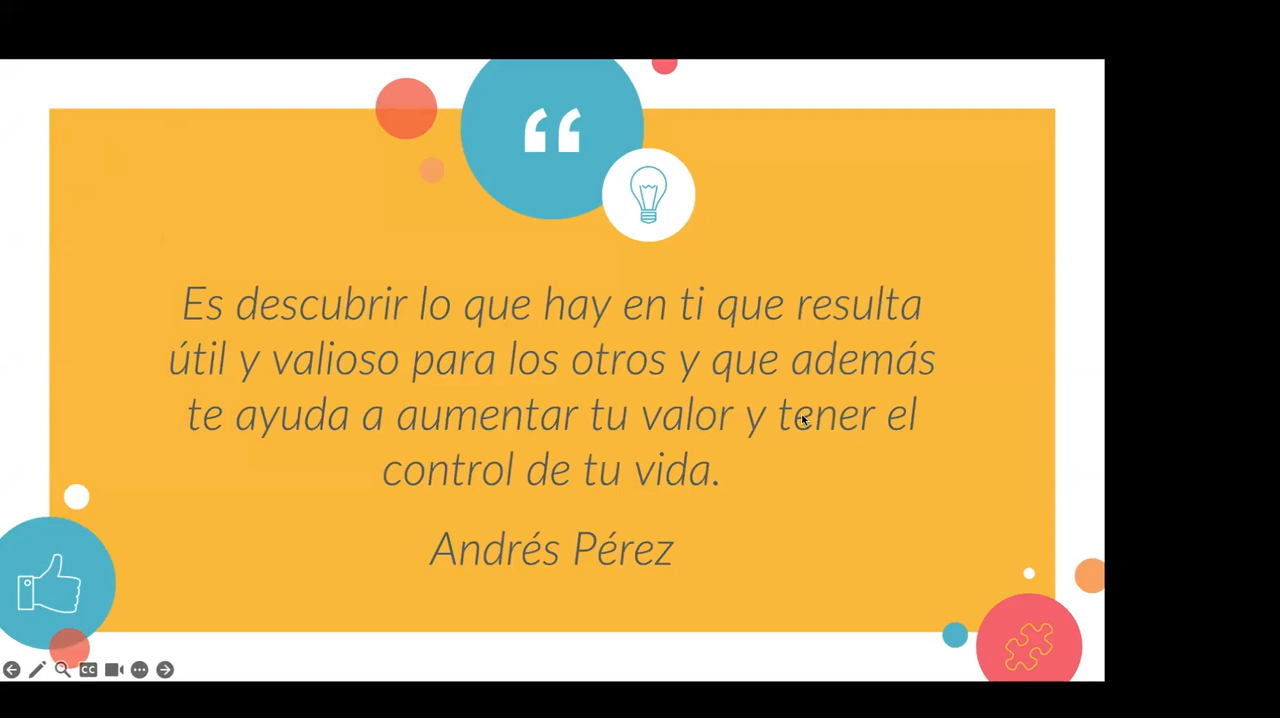 “
Es descubrir lo que hay en ti que resulta
útil y valioso para los otros y que además
te ayuda a aumentar tu valor y tener el
control de tu vida.
Andrés Pérez
CC